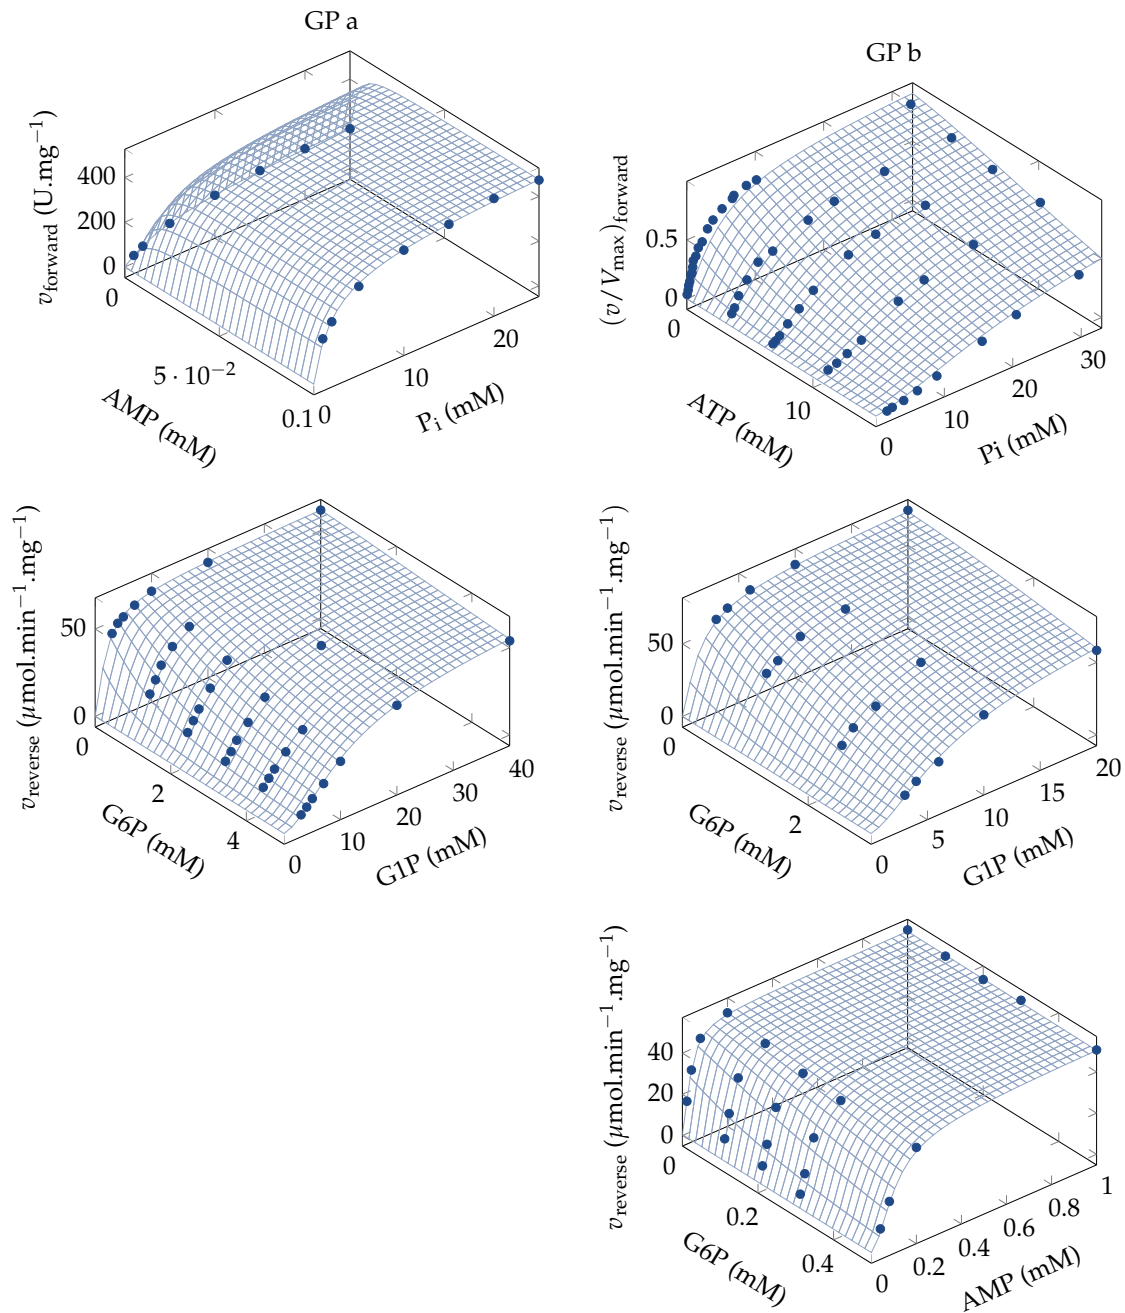 GP a
GP b
400
200
0
v_forward (U.mg⁻¹)
0
5 · 10⁻²
0.1
AMP (mM)
0
10
20
P_i (mM)
0.5
0
(v/V_max)_forward
0
10
ATP (mM)
0
10
20
30
Pi (mM)
50
0
v_reverse (µmol.min⁻¹.mg⁻¹)
0
2
4
G6P (mM)
0
10
20
30
40
G1P (mM)
50
0
v_reverse (µmol.min⁻¹.mg⁻¹)
0
2
G6P (mM)
0
5
10
15
20
G1P (mM)
40
20
0
v_reverse (µmol.min⁻¹.mg⁻¹)
0
0.2
0.4
G6P (mM)
0
0.2
0.4
0.6
0.8
1
AMP (mM)